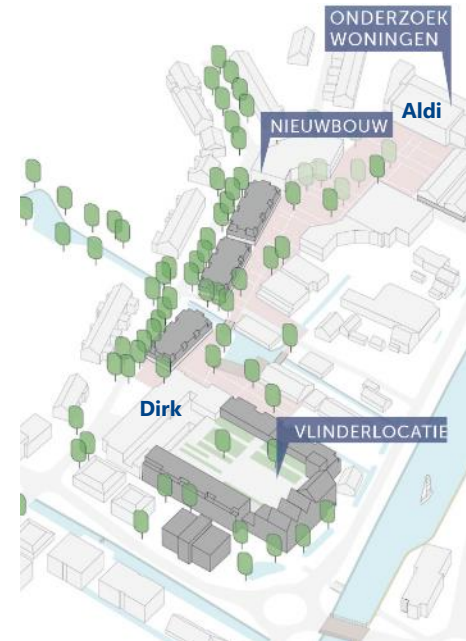 ONDERZOEK
WONINGEN
Aldi
NIEUWBOUW
Dirk
VLINDERLOCATIE